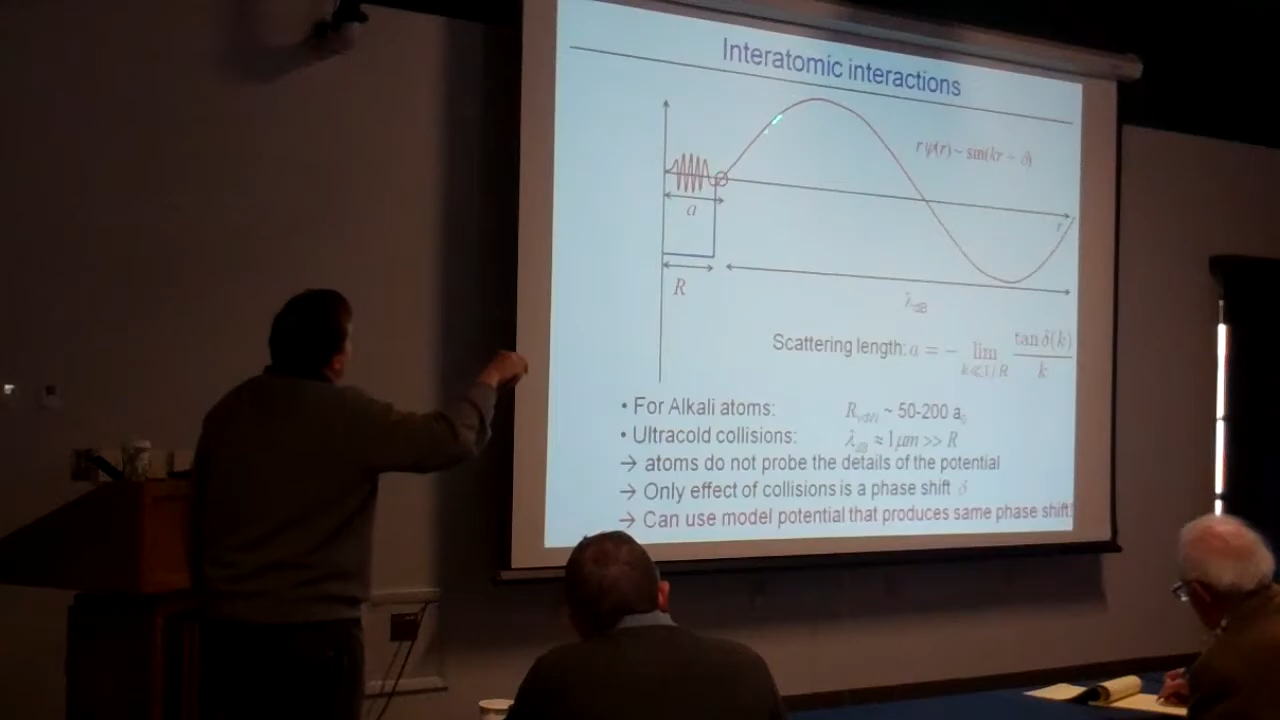 Interatomic interactions
rψ(r) ~ sin(kr − δ)
a
r
R
λdB
Scattering length: a = − lim k≪1/R tan δ(k) / k
• For Alkali atoms: RvdW ~ 50-200 a0
• Ultracold collisions: λdB ≈ 1 μm >> R
→ atoms do not probe the details of the potential
→ Only effect of collisions is a phase shift δ
→ Can use model potential that produces same phase shift!